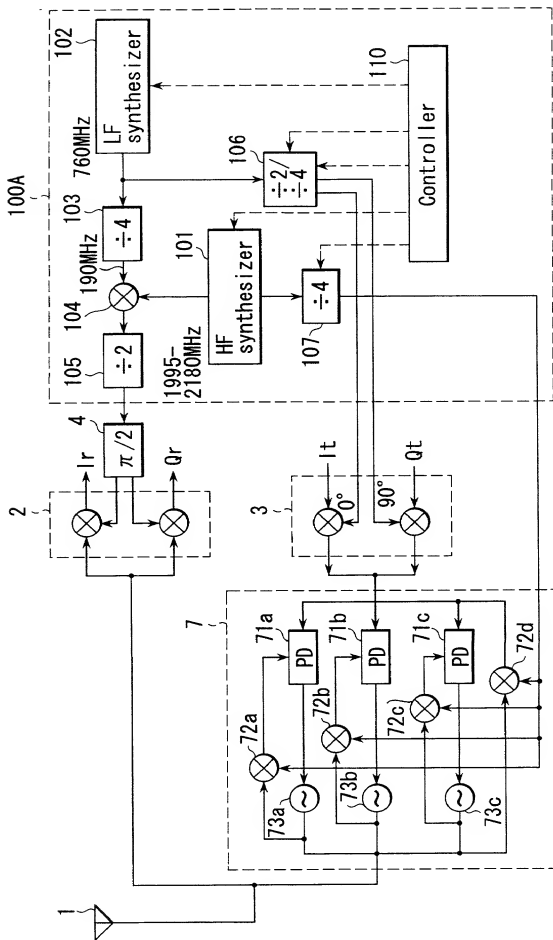 100A
102
LF
synthesizer
760MHz
103
÷4
190MHz
104
105
÷2
101
HF
synthesizer
1995-
2180MHz
106
÷2/
÷4
107
÷4
110
Controller
4
π/2
2
Ir
Qr
3
It
0°
90°
Qt
7
71a
PD
71b
PD
71c
PD
72a
72b
72c
72d
73a
~
73b
~
73c
~
1